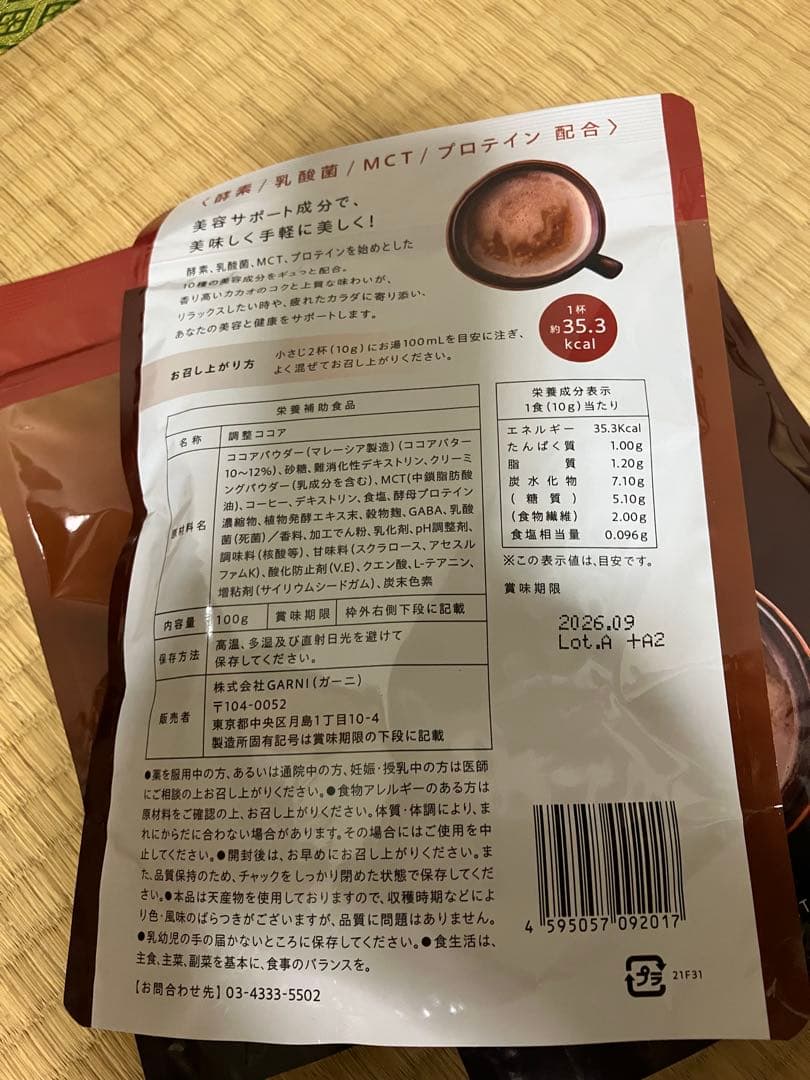 〈酵素/乳酸菌/MCT/プロテイン 配合〉
美容サポート成分で、
美味しく手軽に美しく!
酵素、乳酸菌、MCT、プロテインを始めとした
10種の美容成分をギュっと配合。
香り高いカカオのコクと上質な味わいが、
リラックスしたい時や、疲れたカラダに寄り添い、
あなたの美容と健康をサポートします。
1杯
約35.3
kcal
お召し上がり方
小さじ2杯(10g)にお湯100mLを目安に注ぎ、
よく混ぜてお召し上がりください。
栄養補助食品
名称 調整ココア
原材料名
ココアパウダー(マレーシア製造)(ココアバター
10〜12%)、砂糖、難消化性デキストリン、クリーミ
ングパウダー(乳成分を含む)、MCT(中鎖脂肪酸
油)、コーヒー、デキストリン、食塩、酵母プロテイン
濃縮物、植物発酵エキス末、穀物麹、GABA、乳酸
菌(死菌)/香料、加工でん粉、乳化剤、pH調整剤、
調味料(核酸等)、甘味料(スクラロース、アセスル
ファムK)、酸化防止剤(V.E)、クエン酸、L-テアニン、
増粘剤(サイリウムシードガム)、炭末色素
内容量 100g 賞味期限 枠外右側下段に記載
保存方法
高温、多湿及び直射日光を避けて
保存してください。
販売者
株式会社GARNI(ガーニ)
〒104-0052
東京都中央区月島1丁目10-4
製造所固有記号は賞味期限の下段に記載
栄養成分表示
1食(10g)当たり
エネルギー 35.3Kcal
たんぱく質 1.00g
脂質 1.20g
炭水化物 7.10g
(糖質) 5.10g
(食物繊維) 2.00g
食塩相当量 0.096g
※この表示値は、目安です。
賞味期限
2026.09
Lot.A +A2
●薬を服用中の方、あるいは通院中の方、妊娠・授乳中の方は医師
にご相談の上お召し上がりください。●食物アレルギーのある方は
原材料をご確認の上、お召し上がりください。体質・体調により、ま
れにからだに合わない場合があります。その場合にはご使用を中
止してください。●開封後は、お早めにお召し上がりください。ま
た、品質保持のため、チャックをしっかり閉めた状態で保存してくだ
さい。●本品は天産物を使用しておりますので、収穫時期などによ
り色・風味のばらつきがございますが、品質に問題はありません。
●乳幼児の手の届かないところに保存してください。●食生活は、
主食、主菜、副菜を基本に、食事のバランスを。
【お問合わせ先】03-4333-5502
4 595057 092017
プラ
21F31